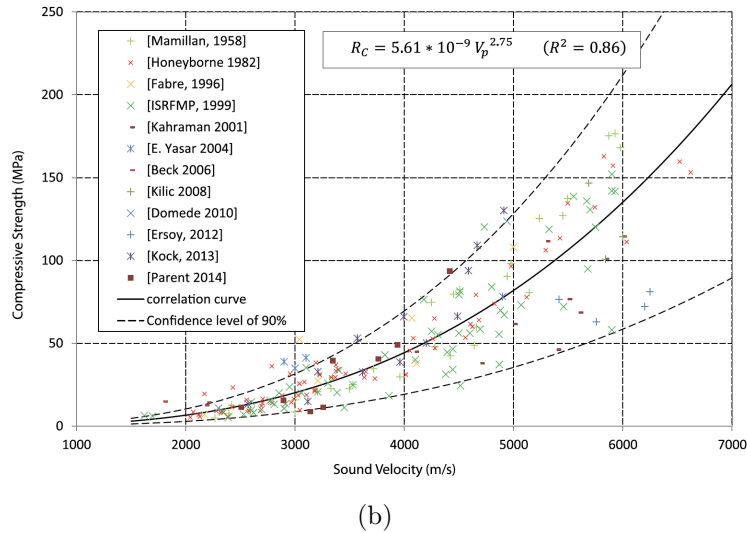 250
200
150
100
50
0
Compressive Strength (MPa)
[Mamillan, 1958]
[Honeyborne 1982]
[Fabre, 1996]
[ISRFMP, 1999]
[Kahraman 2001]
[E. Yasar 2004]
[Beck 2006]
[Kilic 2008]
[Domede 2010]
[Ersoy, 2012]
[Kock, 2013]
[Parent 2014]
correlation curve
Confidence level of 90%
R_C = 5.61 * 10^-9 V_p^2.75 (R^2 = 0.86)
1000 2000 3000 4000 5000 6000 7000
Sound Velocity (m/s)
(b)